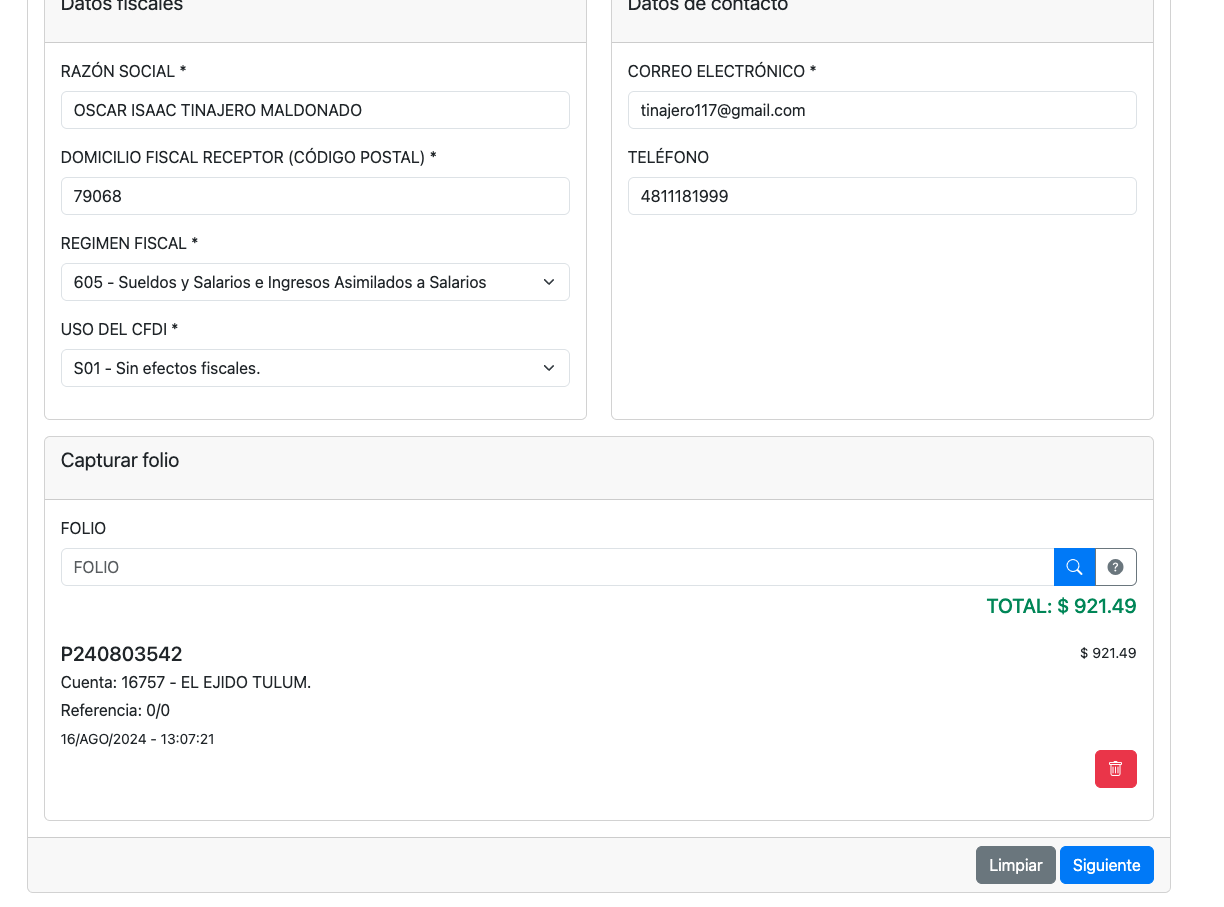 Datos fiscales
RAZÓN SOCIAL *
OSCAR ISAAC TINAJERO MALDONADO
DOMICILIO FISCAL RECEPTOR (CÓDIGO POSTAL) *
79068
REGIMEN FISCAL *
605 - Sueldos y Salarios e Ingresos Asimilados a Salarios
USO DEL CFDI *
S01 - Sin efectos fiscales.
Datos de contacto
CORREO ELECTRÓNICO *
tinajero117@gmail.com
TELÉFONO
4811181999
Capturar folio
FOLIO
FOLIO
?
TOTAL: $ 921.49
P240803542
$ 921.49
Cuenta: 16757 - EL EJIDO TULUM.
Referencia: 0/0
16/AGO/2024 - 13:07:21
Limpiar
Siguiente